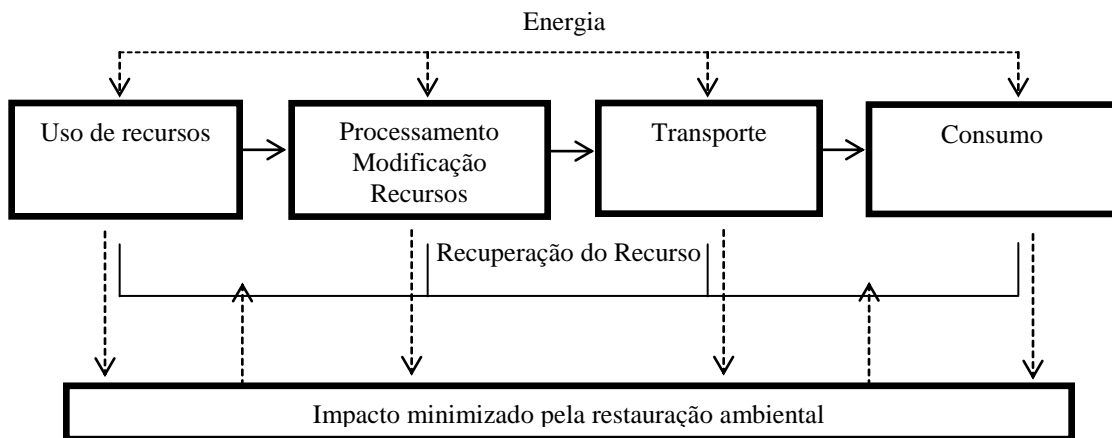 Energia
Uso de recursos
Processamento
Modificação
Recursos
Transporte
Consumo
Recuperação do Recurso
Impacto minimizado pela restauração ambiental